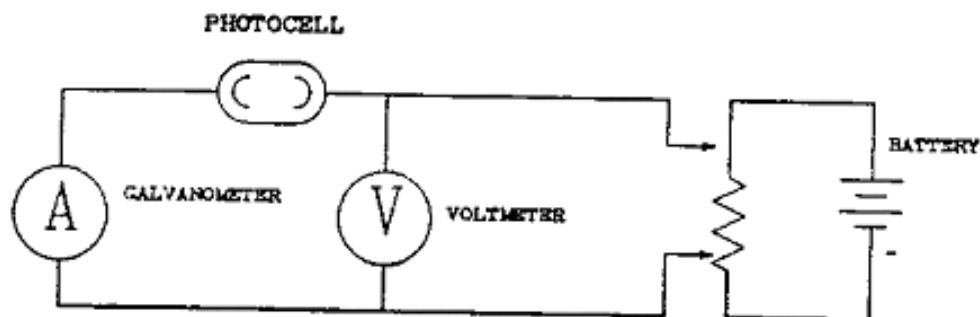 PHOTOCELL
BATTERY
A
GALVANOMETER
V
VOLTMETER
-